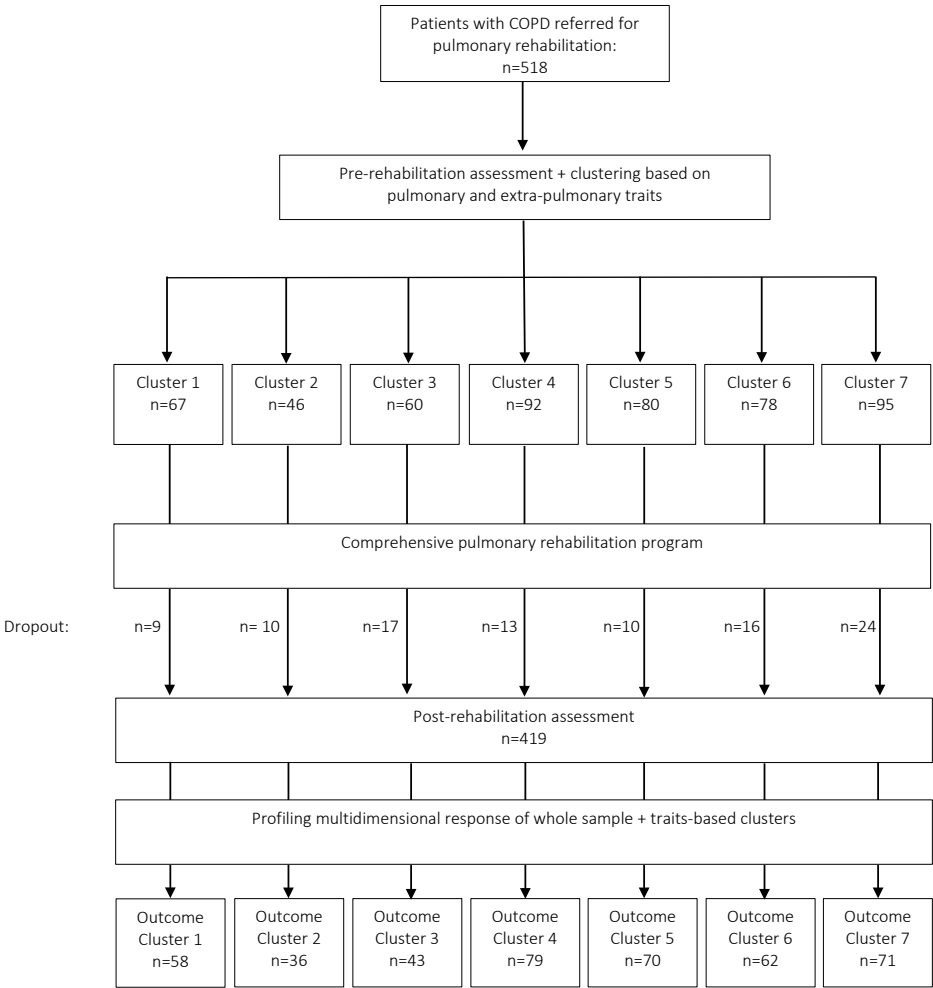 Patients with COPD referred for
pulmonary rehabilitation:
n=518
Pre-rehabilitation assessment + clustering based on
pulmonary and extra-pulmonary traits
Cluster 1
n=67
Cluster 2
n=46
Cluster 3
n=60
Cluster 4
n=92
Cluster 5
n=80
Cluster 6
n=78
Cluster 7
n=95
Comprehensive pulmonary rehabilitation program
Dropout: n=9 n= 10 n=17 n=13 n=10 n=16 n=24
Post-rehabilitation assessment
n=419
Profiling multidimensional response of whole sample + traits-based clusters
Outcome
Cluster 1
n=58
Outcome
Cluster 2
n=36
Outcome
Cluster 3
n=43
Outcome
Cluster 4
n=79
Outcome
Cluster 5
n=70
Outcome
Cluster 6
n=62
Outcome
Cluster 7
n=71